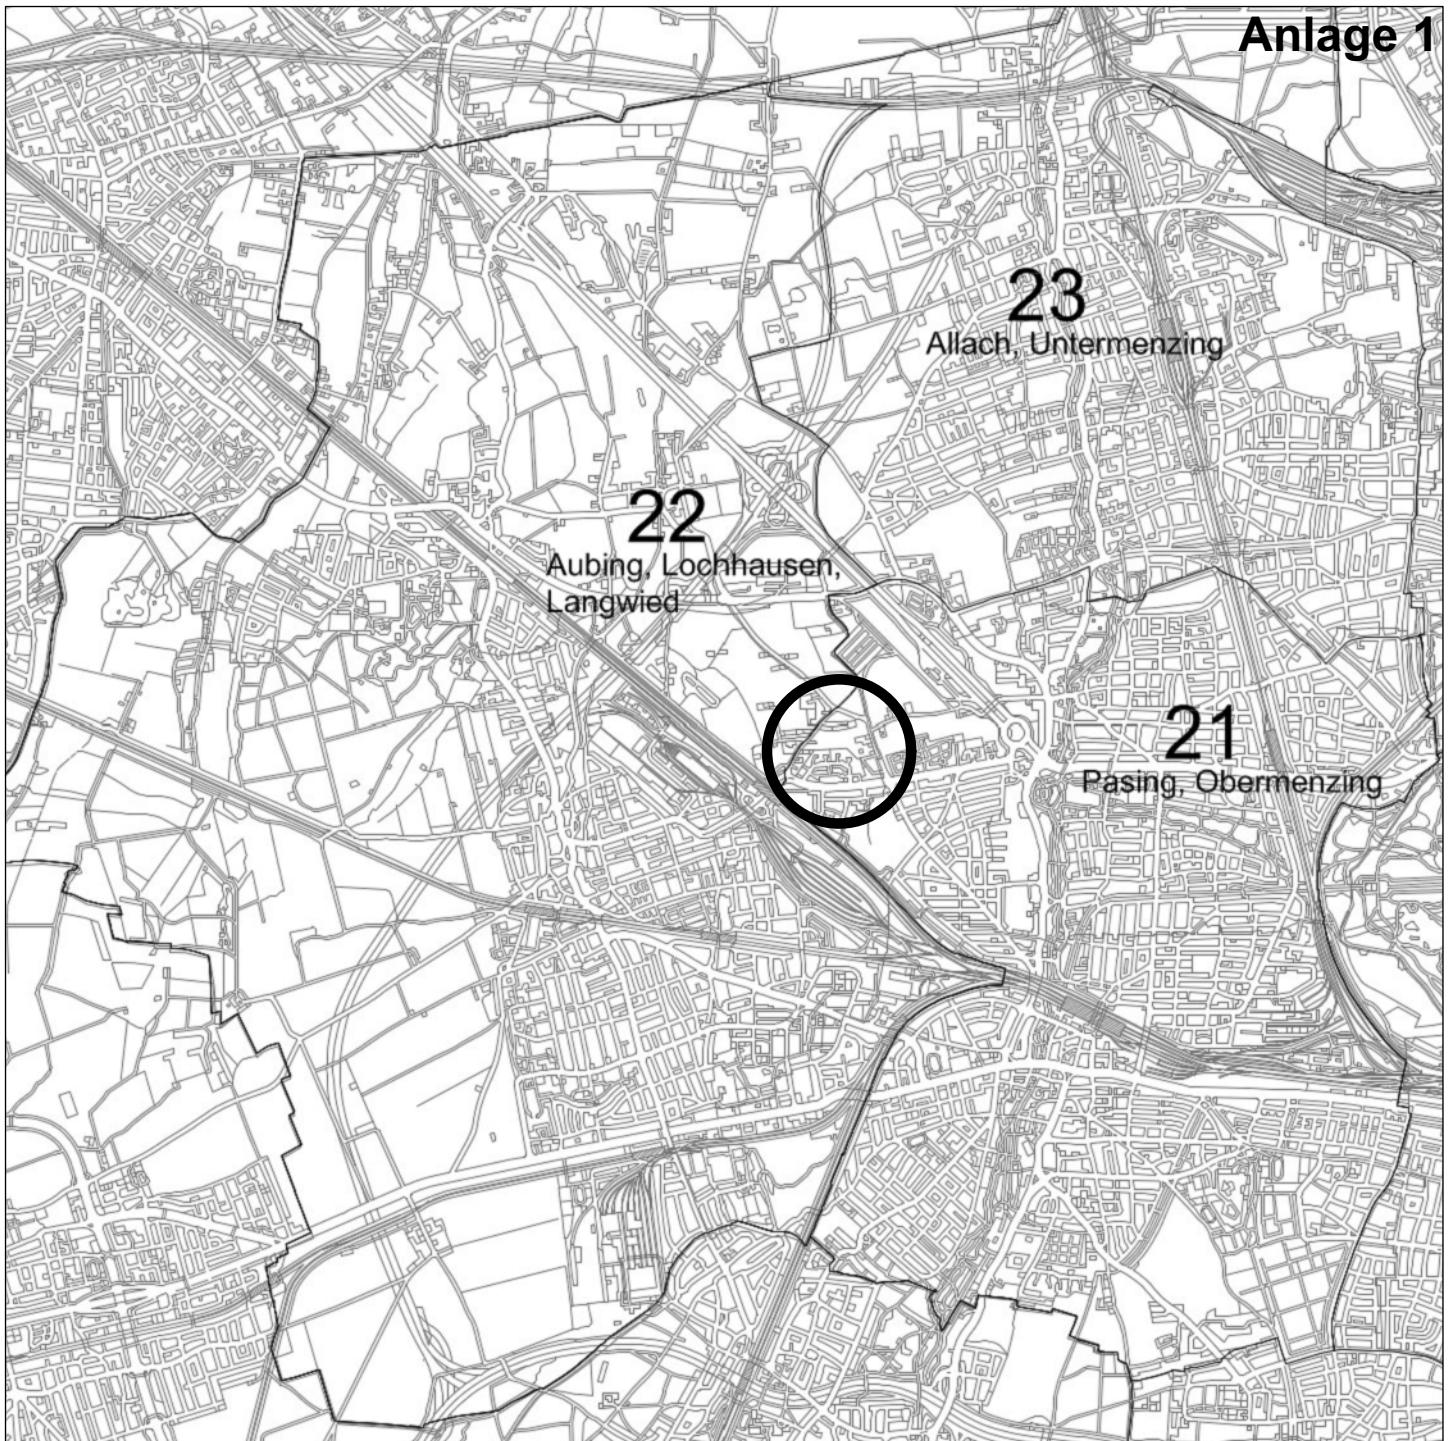 Anlage 1
23
Allach, Untermenzing
22
Aubing, Lochhausen,
Langwied
21
Pasing, Obermenzing